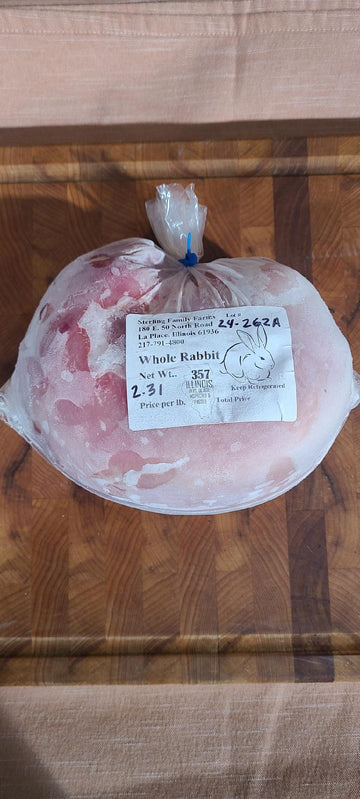 Sterling Family Farms Lot #
180 E. 50 North Road 24-262A
La Place, Illinois 61936
217-791-4800
Whole Rabbit
Net Wt.. 357
2.31 ILLINOIS
Keep Refrigerated
Price per lb. Total Price